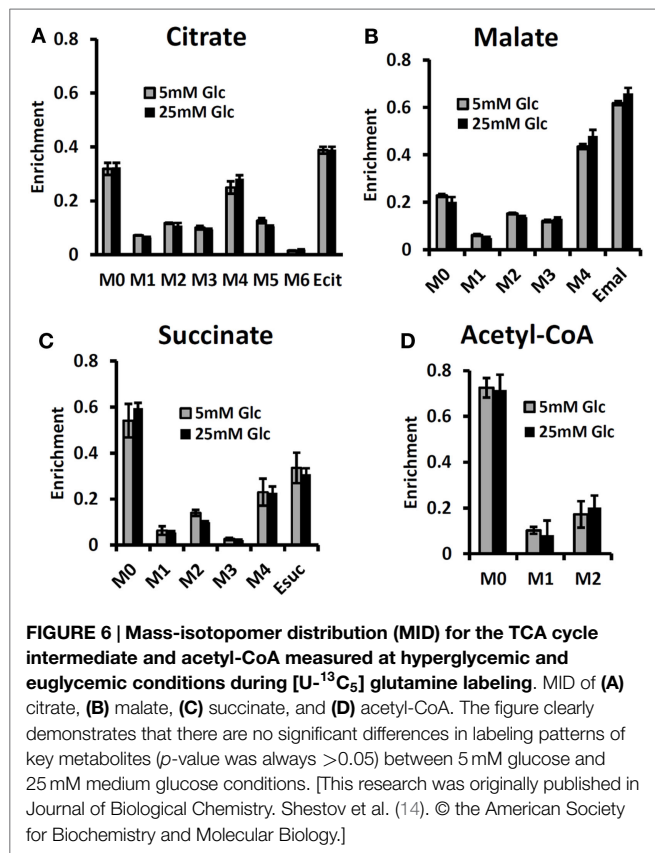 A Citrate
0.8
0.6
0.4
0.2
0
Enrichment
5mM Glc
25mM Glc
M0 M1 M2 M3 M4 M5 M6 Ecit
B Malate
0.8
0.6
0.4
0.2
0
Enrichment
5mM Glc
25mM Glc
M0 M1 M2 M3 M4 Emal
C Succinate
0.8
0.6
0.4
0.2
0
Enrichment
5mM Glc
25mM Glc
M0 M1 M2 M3 M4 Esuc
D Acetyl-CoA
0.8
0.6
0.4
0.2
0
Enrichment
5mM Glc
25mM Glc
M0 M1 M2
FIGURE 6 | Mass-isotopomer distribution (MID) for the TCA cycle
intermediate and acetyl-CoA measured at hyperglycemic and
euglycemic conditions during [U-¹³C₅] glutamine labeling. MID of (A)
citrate, (B) malate, (C) succinate, and (D) acetyl-CoA. The figure clearly
demonstrates that there are no significant differences in labeling patterns of
key metabolites (p-value was always >0.05) between 5 mM glucose and
25 mM medium glucose conditions. [This research was originally published in
Journal of Biological Chemistry. Shestov et al. (14). © the American Society
for Biochemistry and Molecular Biology.]